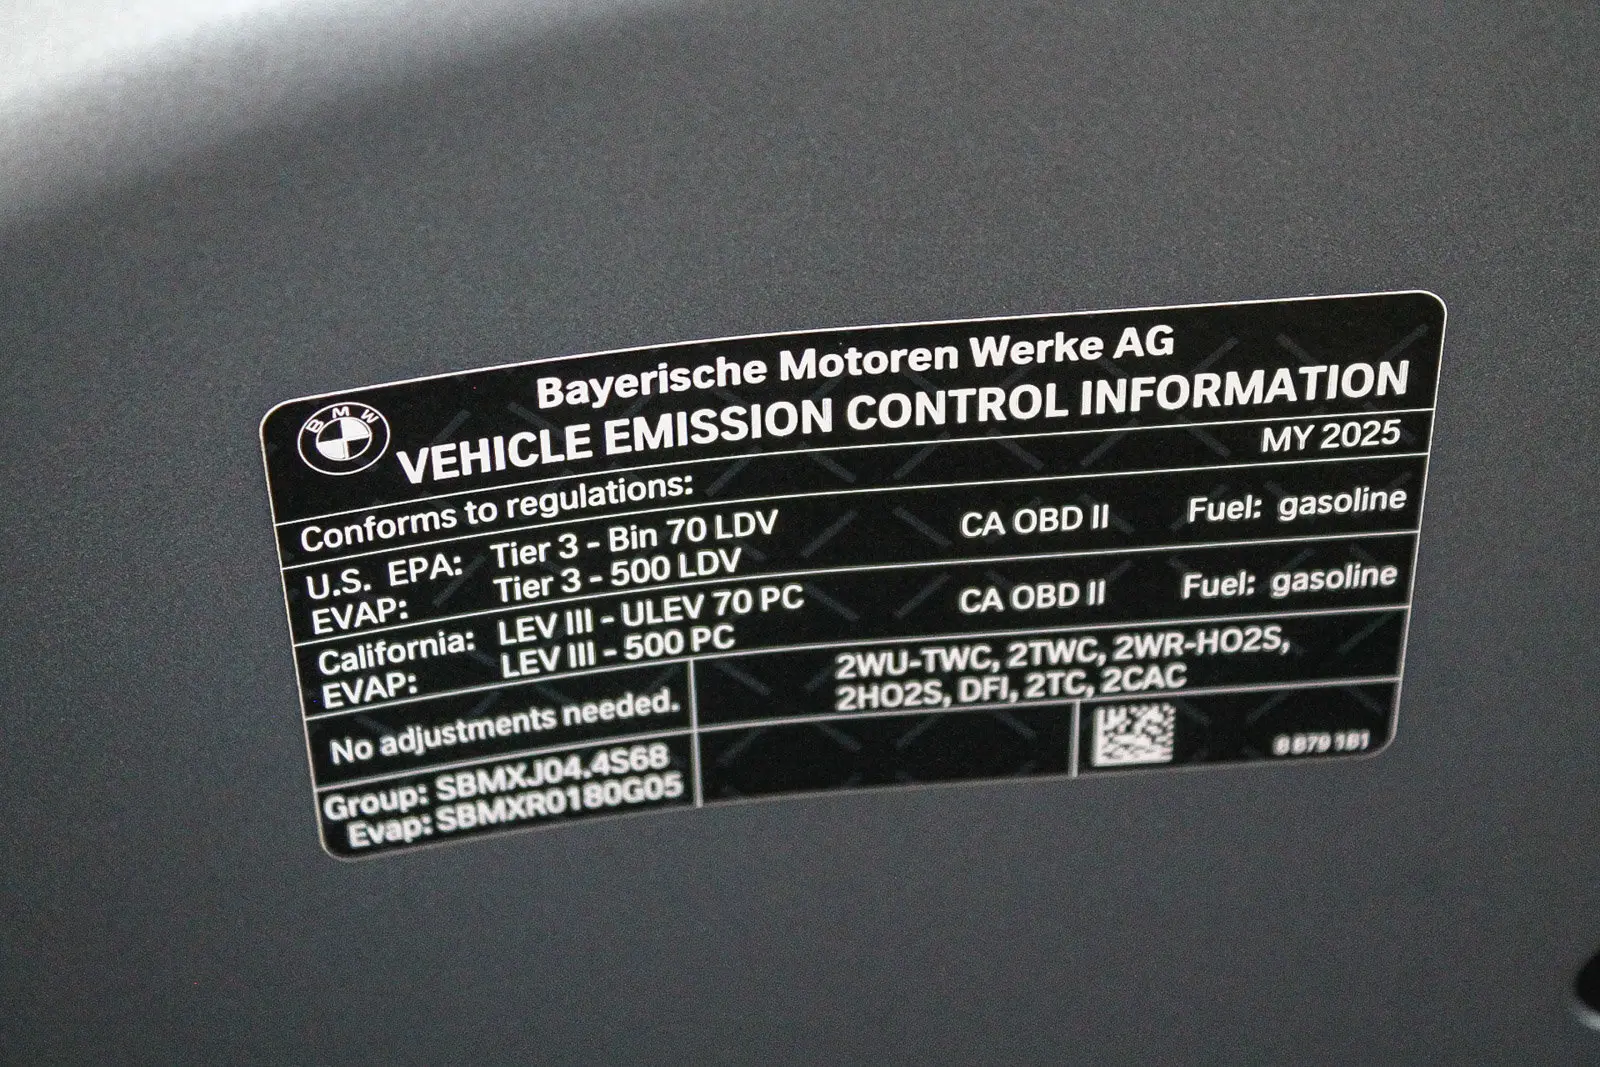 BMW
Bayerische Motoren Werke AG
VEHICLE EMISSION CONTROL INFORMATION
MY 2025
Conforms to regulations:
U.S. EPA: Tier 3 - Bin 70 LDV CA OBD II Fuel: gasoline
EVAP: Tier 3 - 500 LDV
California: LEV III - ULEV 70 PC CA OBD II Fuel: gasoline
EVAP: LEV III - 500 PC
No adjustments needed.
2WU-TWC, 2TWC, 2WR-HO2S,
2HO2S, DFI, 2TC, 2CAC
Group: SBMXJ04.4S68
Evap: SBMXR0180G05
8 879 181